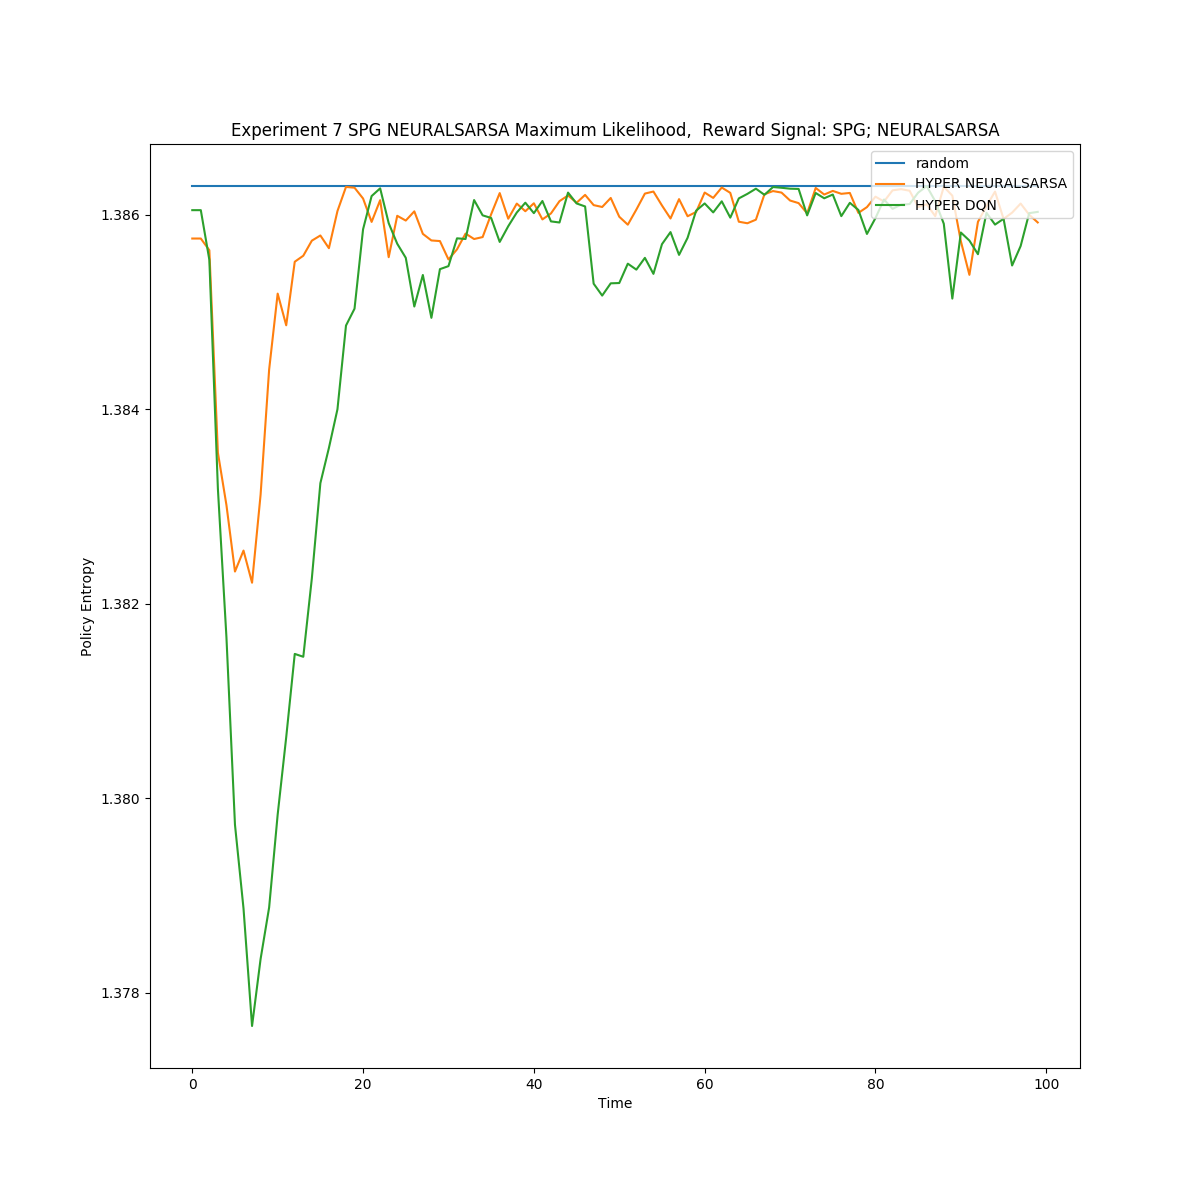 Experiment 7 SPG NEURALSARSA Maximum Likelihood,  Reward Signal: SPG; NEURALSARSA
random
HYPER NEURALSARSA
HYPER DQN
1.386
1.384
1.382
1.380
1.378
Policy Entropy
0 20 40 60 80 100
Time